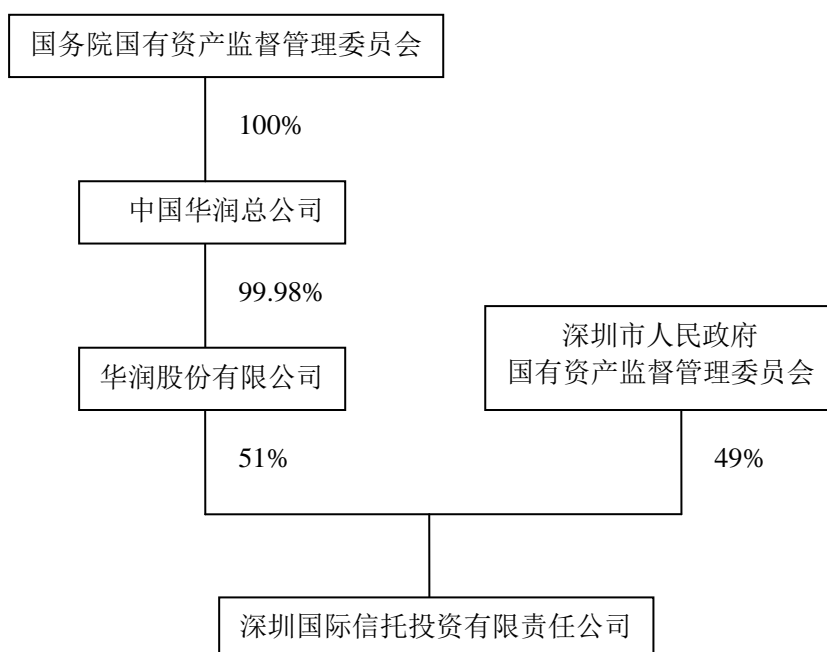 国务院国有资产监督管理委员会
100%
中国华润总公司
99.98%
深圳市人民政府
国有资产监督管理委员会
华润股份有限公司
51%
49%
深圳国际信托投资有限责任公司